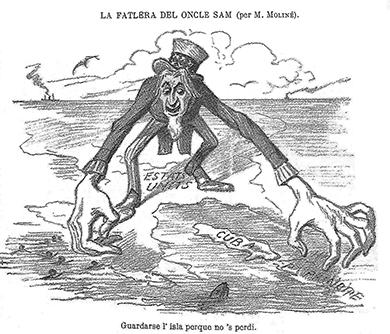 LA FATLERA DEL ONCLE SAM (per M. MOLINÉ).
ESTATS
UNITS
CUBA
Guardarse l' isla perque no 's perdi.